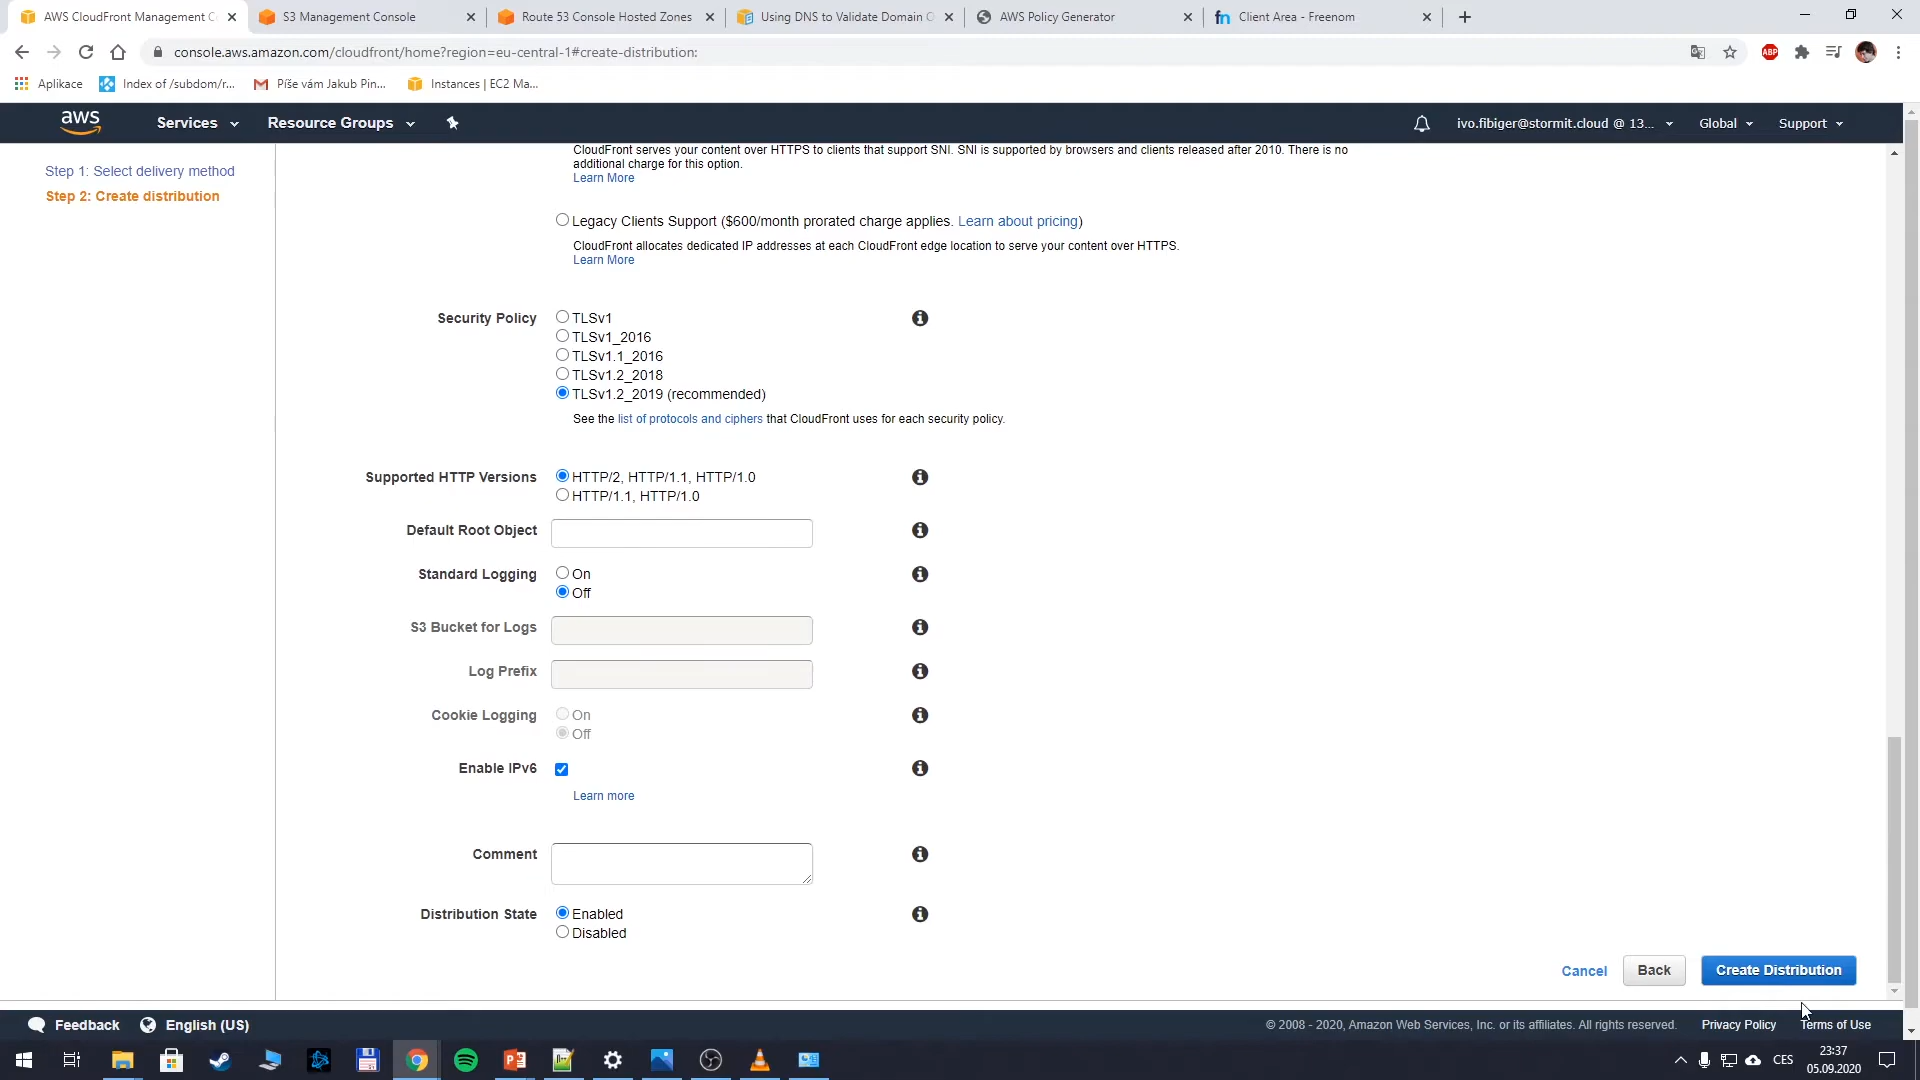 AWS CloudFront Management C
S3 Management Console
Route 53 Console Hosted Zones
Using DNS to Validate Domain O
AWS Policy Generator
fn
Client Area - Freenom
console.aws.amazon.com/cloudfront/home?region=eu-central-1#create-distribution:
ABP
Aplikace
Index of /subdom/r...
Píše vám Jakub Pin...
Instances | EC2 Ma...
aws
Services
Resource Groups
ivo.fibiger@stormit.cloud @ 13...
Global
Support
Step 1: Select delivery method
Step 2: Create distribution
CloudFront serves your content over HTTPS to clients that support SNI. SNI is supported by browsers and clients released after 2010. There is no
additional charge for this option.
Learn More
Legacy Clients Support ($600/month prorated charge applies. Learn about pricing)
CloudFront allocates dedicated IP addresses at each CloudFront edge location to serve your content over HTTPS.
Learn More
Security Policy
TLSv1
TLSv1_2016
TLSv1.1_2016
TLSv1.2_2018
TLSv1.2_2019 (recommended)
See the list of protocols and ciphers that CloudFront uses for each security policy.
Supported HTTP Versions
HTTP/2, HTTP/1.1, HTTP/1.0
HTTP/1.1, HTTP/1.0
Default Root Object
Standard Logging
On
Off
S3 Bucket for Logs
Log Prefix
Cookie Logging
On
Off
Enable IPv6
Learn more
Comment
Distribution State
Enabled
Disabled
Cancel
Back
Create Distribution
Feedback
English (US)
© 2008 - 2020, Amazon Web Services, Inc. or its affiliates. All rights reserved.
Privacy Policy
Terms of Use
CES
23:37
05.09.2020